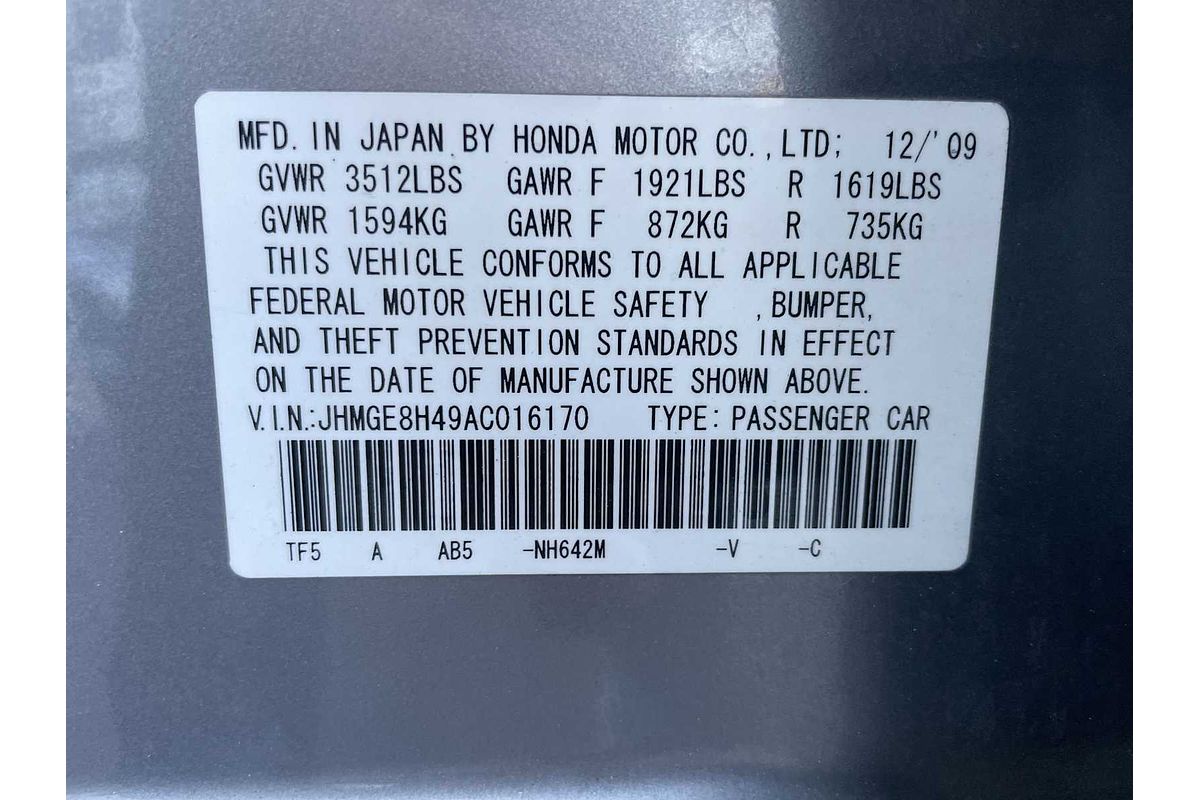 MFD. IN JAPAN BY HONDA MOTOR CO., LTD; 12/'09
GVWR 3512LBS GAWR F 1921LBS R 1619LBS
GVWR 1594KG GAWR F 872KG R 735KG
THIS VEHICLE CONFORMS TO ALL APPLICABLE
FEDERAL MOTOR VEHICLE SAFETY , BUMPER,
AND THEFT PREVENTION STANDARDS IN EFFECT
ON THE DATE OF MANUFACTURE SHOWN ABOVE.
V.I.N.:JHMGE8H49AC016170 TYPE: PASSENGER CAR
TF5 A AB5 -NH642M -V -C